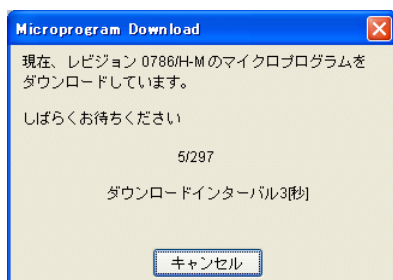 Microprogram Download
現在、レビジョン 0786/H-Mのマイクロプログラムを
ダウンロードしています。
しばらくお待ちください
5/297
ダウンロードインターバル3[秒]
キャンセル